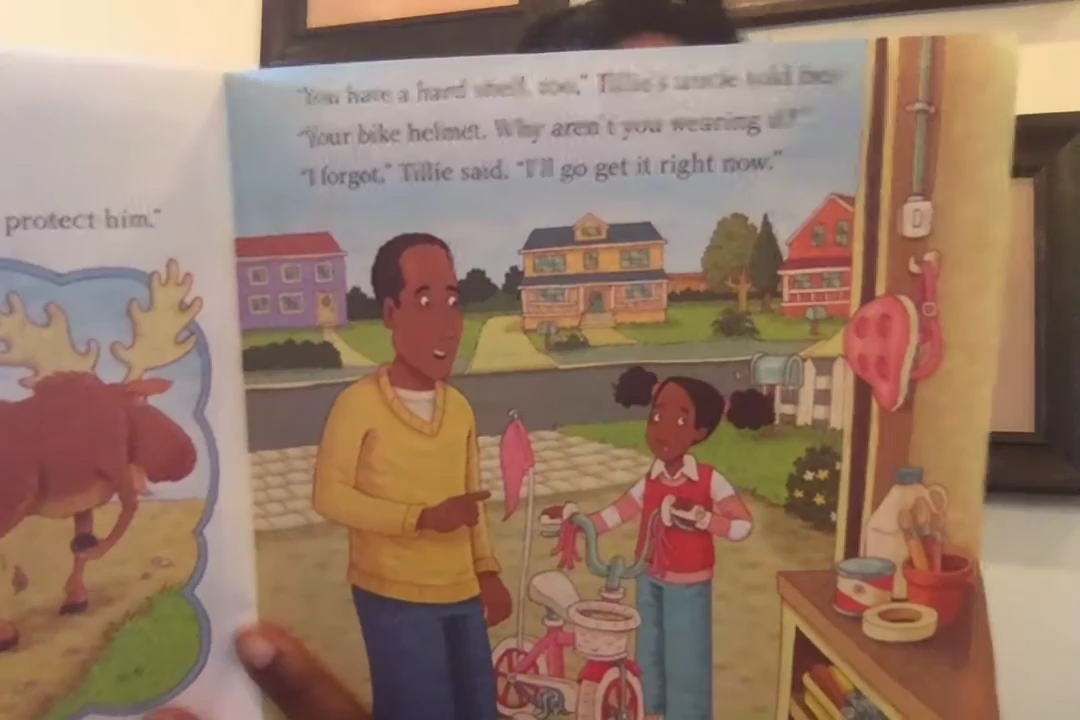 protect him."
"You have a hard shell, too," Tillie's uncle told her.
"Your bike helmet. Why aren't you wearing it?"
"I forgot," Tillie said. "I'll go get it right now."